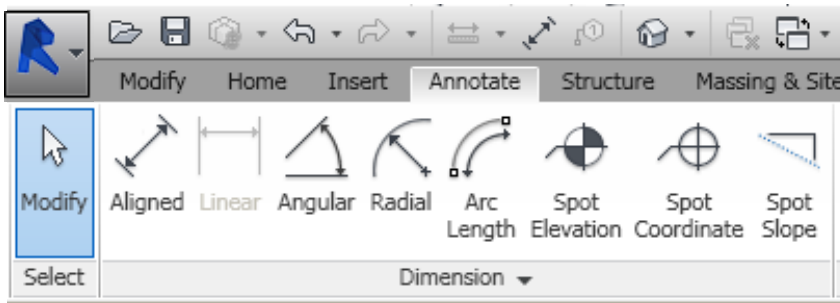 Modify Home Insert Annotate Structure Massing & Site
Modify Aligned Linear Angular Radial Arc Length Spot Elevation Spot Coordinate Spot Slope
Select Dimension